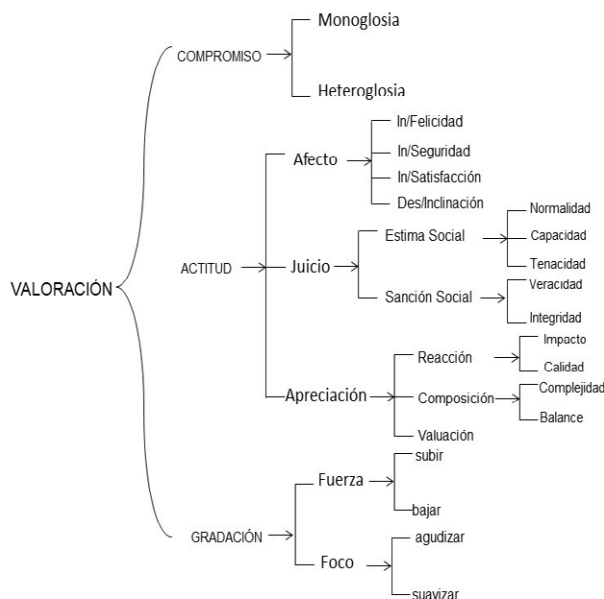 Monoglosia
COMPROMISO
Heteroglosia
In/Felicidad
Afecto
In/Seguridad
In/Satisfacción
Des/Inclinación
Normalidad
Estima Social
Capacidad
ACTITUD
Juicio
Tenacidad
VALORACIÓN
Veracidad
Sanción Social
Integridad
Impacto
Reacción
Calidad
Apreciación
Composición
Complejidad
Balance
Valuación
subir
Fuerza
bajar
GRADACIÓN
agudizar
Foco
suavizar